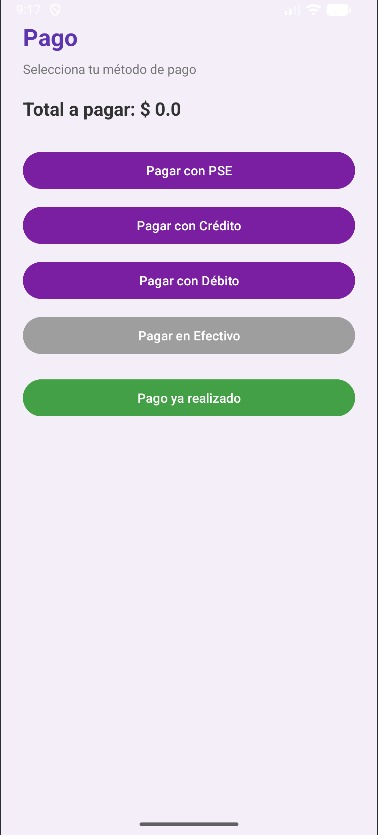 9:17
Pago
Selecciona tu método de pago
Total a pagar: $ 0.0
Pagar con PSE
Pagar con Crédito
Pagar con Débito
Pagar en Efectivo
Pago ya realizado